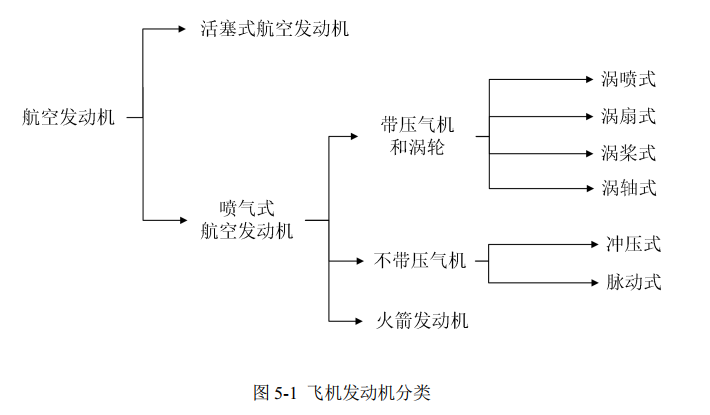 活塞式航空发动机
涡喷式
航空发动机
带压气机
和涡轮
涡扇式
涡桨式
涡轴式
喷气式
航空发动机
不带压气机
冲压式
脉动式
火箭发动机
图 5-1 飞机发动机分类